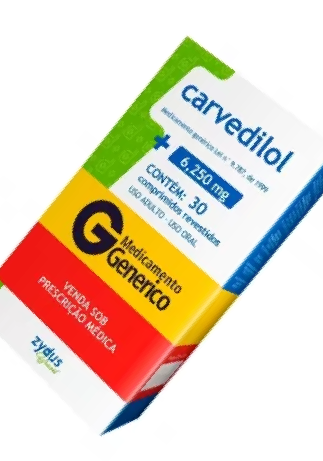 carvedilol
Medicamento genérico Lei n° 9.787, de 1999
6,250 mg
CONTÉM: 30
comprimidos revestidos
USO ADULTO - USO ORAL
G
Medicamento
Genérico
VENDA SOB
PRESCRIÇÃO MÉDICA
zydus